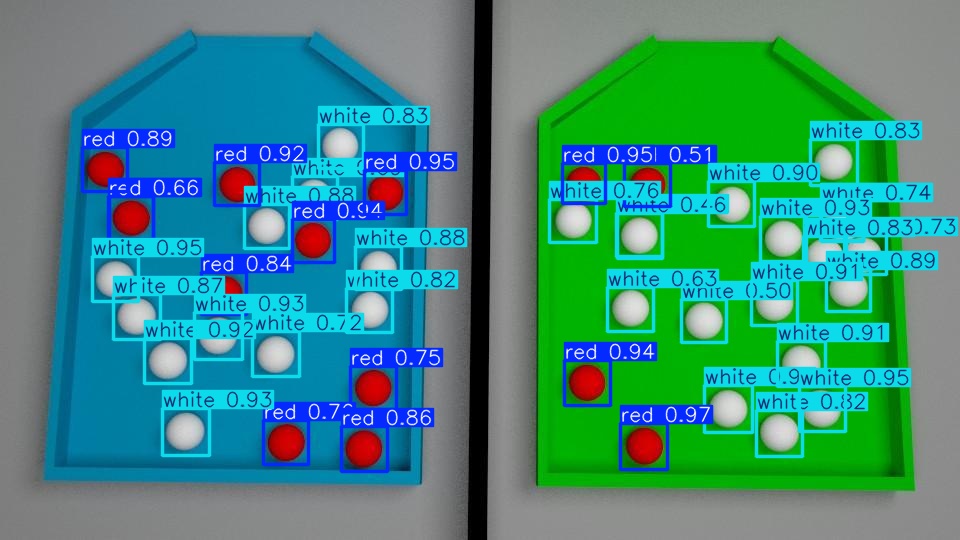 white 0.83
red 0.89
red 0.92
white
red 0.95
red 0.66
white 0.88
red 0.94
white 0.95
white 0.88
red 0.84
white 0.87
white 0.82
white 0.93
white 0.92
white 0.72
red 0.75
white 0.93
red 0.7
red 0.86
white 0.83
red 0.95
0.51
white 0.90
white 0.76
white 0.74
white 0.46
white 0.93
white 0.83
0.73
white 0.89
white 0.91
white 0.63
white 0.50
white 0.91
red 0.94
white 0.9
white 0.95
white 0.82
red 0.97